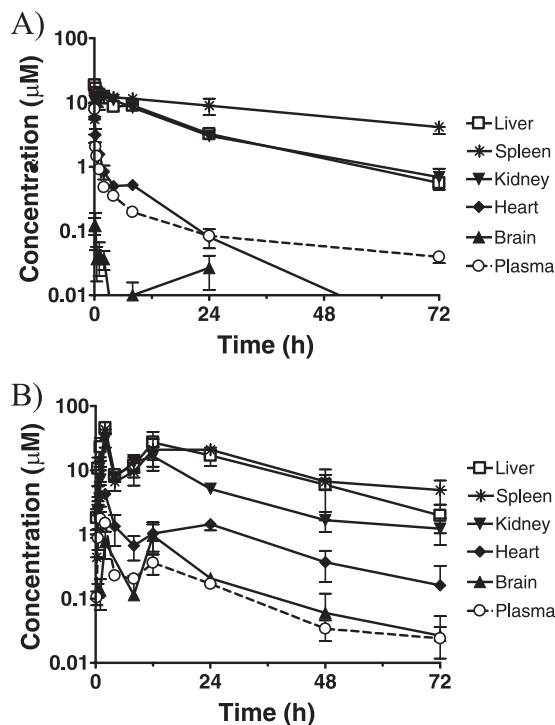 A)
Concentration (µM)
100
10
1
0.1
0.01
0
24
48
72
Time (h)
Liver
Spleen
Kidney
Heart
Brain
Plasma
B)
Concentration (µM)
100
10
1
0.1
0.01
0
24
48
72
Time (h)
Liver
Spleen
Kidney
Heart
Brain
Plasma